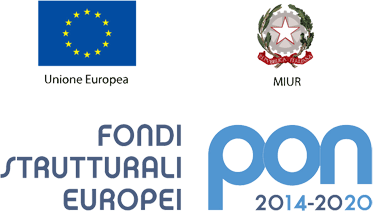 Unione Europea
MIUR
FONDI
STRUTTURALI
EUROPEI
pon
2014-2020